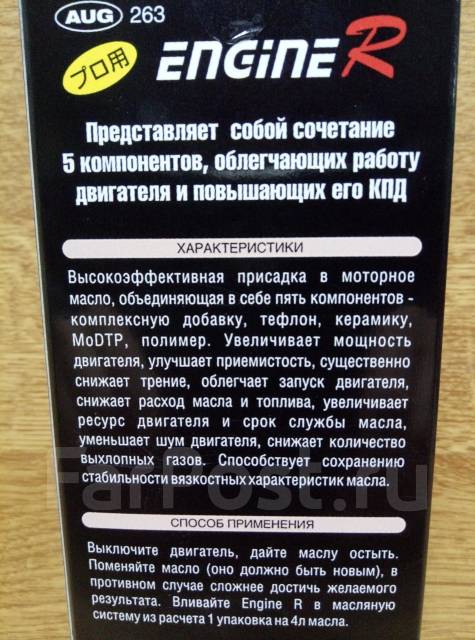 AUG 263
プロ用
ENGINE R
Представляет собой сочетание
5 компонентов, облегчающих работу
двигателя и повышающих его КПД
ХАРАКТЕРИСТИКИ
Высокоэффективная присадка в моторное
масло, объединяющая в себе пять компонентов -
комплексную добавку, тефлон, керамику,
MoDTP, полимер. Увеличивает мощность
двигателя, улучшает приемистость, существенно
снижает трение, облегчает запуск двигателя,
снижает расход масла и топлива, увеличивает
ресурс двигателя и срок службы масла,
уменьшает шум двигателя, снижает количество
выхлопных газов. Способствует сохранению
стабильности вязкостных характеристик масла.
FarPost.ru
СПОСОБ ПРИМЕНЕНИЯ
Выключите двигатель, дайте маслу остыть.
Поменяйте масло (оно должно быть новым), в
противном случае сложнее достичь желаемого
результата. Вливайте Engine R в масляную
систему из расчета 1 упаковка на 4л масла.